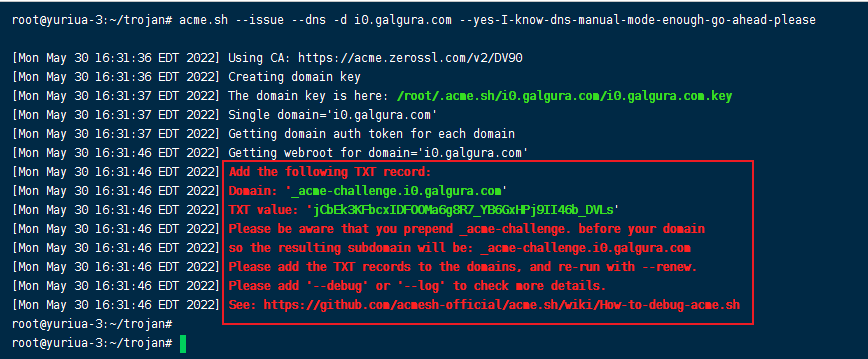 root@yuriua-3:~/trojan# acme.sh --issue --dns -d i0.galgura.com --yes-I-know-dns-manual-mode-enough-go-ahead-please
[Mon May 30 16:31:36 EDT 2022] Using CA: https://acme.zerossl.com/v2/DV90
[Mon May 30 16:31:36 EDT 2022] Creating domain key
[Mon May 30 16:31:37 EDT 2022] The domain key is here: /root/.acme.sh/i0.galgura.com/i0.galgura.com.key
[Mon May 30 16:31:37 EDT 2022] Single domain='i0.galgura.com'
[Mon May 30 16:31:37 EDT 2022] Getting domain auth token for each domain
[Mon May 30 16:31:46 EDT 2022] Getting webroot for domain='i0.galgura.com'
[Mon May 30 16:31:46 EDT 2022] Add the following TXT record:
[Mon May 30 16:31:46 EDT 2022] Domain: '_acme-challenge.i0.galgura.com'
[Mon May 30 16:31:46 EDT 2022] TXT value: 'jCbEk3KFbcxIDFOOMa6g8R7_YB6GxHPj9II46b_DVLs'
[Mon May 30 16:31:46 EDT 2022] Please be aware that you prepend _acme-challenge. before your domain
[Mon May 30 16:31:46 EDT 2022] so the resulting subdomain will be: _acme-challenge.i0.galgura.com
[Mon May 30 16:31:46 EDT 2022] Please add the TXT records to the domains, and re-run with --renew.
[Mon May 30 16:31:46 EDT 2022] Please add '--debug' or '--log' to check more details.
[Mon May 30 16:31:46 EDT 2022] See: https://github.com/acmesh-official/acme.sh/wiki/How-to-debug-acme.sh
root@yuriua-3:~/trojan#
root@yuriua-3:~/trojan#